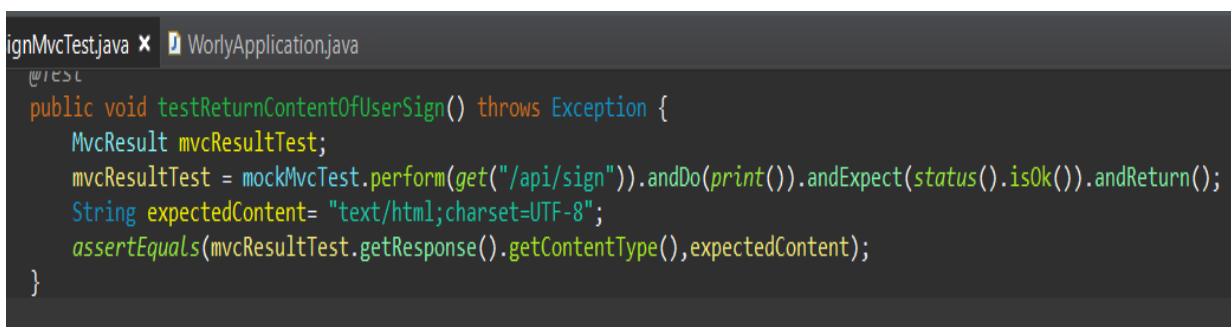 ignMvcTest.java × WorlyApplication.java
@Test
public void testReturnContentOfUserSign() throws Exception {
MvcResult mvcResultTest;
mvcResultTest = mockMvcTest.perform(get("/api/sign")).andDo(print()).andExpect(status().isOk()).andReturn();
String expectedContent= "text/html;charset=UTF-8";
assertEquals(mvcResultTest.getResponse().getContentType(),expectedContent);
}